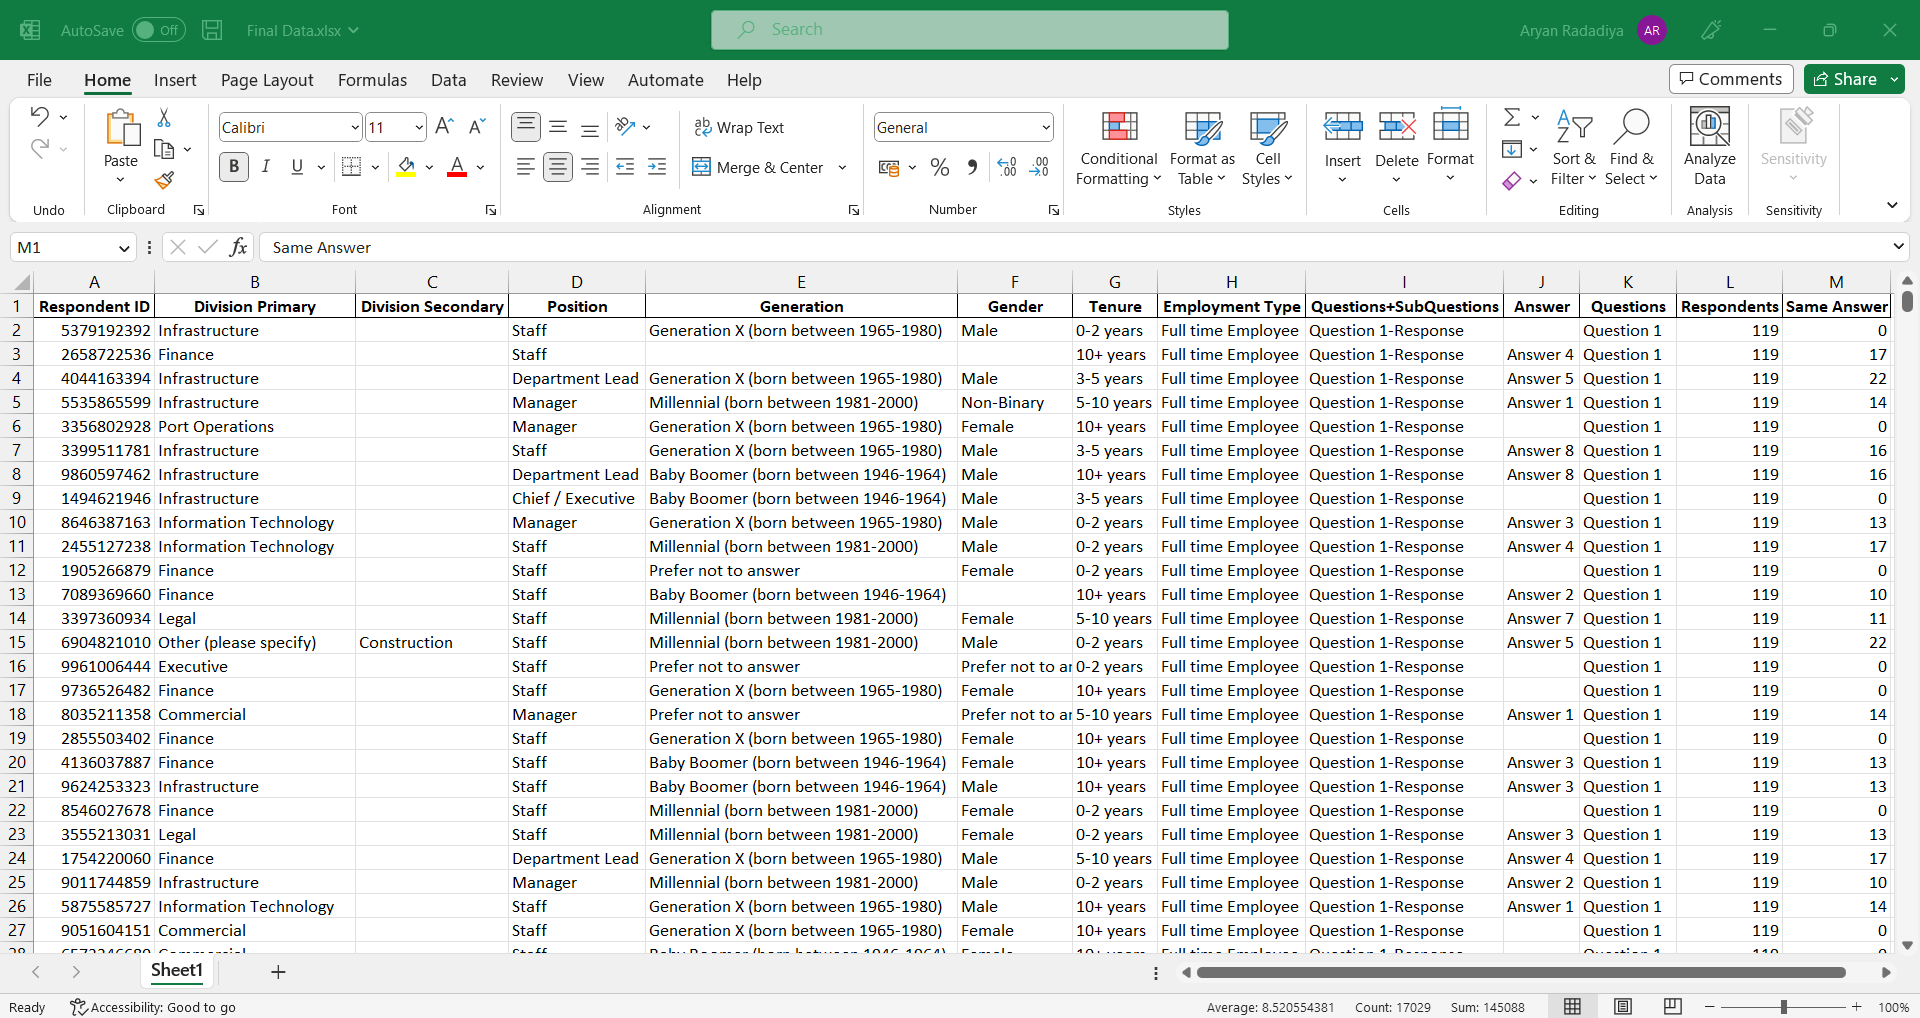 AutoSave Off Final Data.xlsx Search Aryan Radadiya AR
File Home Insert Page Layout Formulas Data Review View Automate Help Comments Share
Calibri 11 Wrap Text General
Paste B I U A Merge & Center % Conditional Formatting Format as Table Cell Styles Insert Delete Format Sort & Filter Find & Select Analyze Data Sensitivity
Undo Clipboard Font Alignment Number Styles Cells Editing Analysis Sensitivity
M1 fx Same Answer
A B C D E F G H I J K L M
1 Respondent ID Division Primary Division Secondary Position Generation Gender Tenure Employment Type Questions+SubQuestions Answer Questions Respondents Same Answer
2 5379192392 Infrastructure Staff Generation X (born between 1965-1980) Male 0-2 years Full time Employee Question 1-Response Question 1 119 0
3 2658722536 Finance Staff 10+ years Full time Employee Question 1-Response Answer 4 Question 1 119 17
4 4044163394 Infrastructure Department Lead Generation X (born between 1965-1980) Male 3-5 years Full time Employee Question 1-Response Answer 5 Question 1 119 22
5 5535865599 Infrastructure Manager Millennial (born between 1981-2000) Non-Binary 5-10 years Full time Employee Question 1-Response Answer 1 Question 1 119 14
6 3356802928 Port Operations Manager Generation X (born between 1965-1980) Female 10+ years Full time Employee Question 1-Response Question 1 119 0
7 3399511781 Infrastructure Staff Generation X (born between 1965-1980) Male 3-5 years Full time Employee Question 1-Response Answer 8 Question 1 119 16
8 9860597462 Infrastructure Department Lead Baby Boomer (born between 1946-1964) Male 10+ years Full time Employee Question 1-Response Answer 8 Question 1 119 16
9 1494621946 Infrastructure Chief / Executive Baby Boomer (born between 1946-1964) Male 3-5 years Full time Employee Question 1-Response Question 1 119 0
10 8646387163 Information Technology Manager Generation X (born between 1965-1980) Male 0-2 years Full time Employee Question 1-Response Answer 3 Question 1 119 13
11 2455127238 Information Technology Staff Millennial (born between 1981-2000) Male 0-2 years Full time Employee Question 1-Response Answer 4 Question 1 119 17
12 1905266879 Finance Staff Prefer not to answer Female 0-2 years Full time Employee Question 1-Response Question 1 119 0
13 7089369660 Finance Staff Baby Boomer (born between 1946-1964) 10+ years Full time Employee Question 1-Response Answer 2 Question 1 119 10
14 3397360934 Legal Staff Millennial (born between 1981-2000) Female 5-10 years Full time Employee Question 1-Response Answer 7 Question 1 119 11
15 6904821010 Other (please specify) Construction Staff Millennial (born between 1981-2000) Male 0-2 years Full time Employee Question 1-Response Answer 5 Question 1 119 22
16 9961006444 Executive Staff Prefer not to answer Prefer not to ar 0-2 years Full time Employee Question 1-Response Question 1 119 0
17 9736526482 Finance Staff Generation X (born between 1965-1980) Female 10+ years Full time Employee Question 1-Response Question 1 119 0
18 8035211358 Commercial Manager Prefer not to answer Prefer not to ar 5-10 years Full time Employee Question 1-Response Answer 1 Question 1 119 14
19 2855503402 Finance Staff Generation X (born between 1965-1980) Female 10+ years Full time Employee Question 1-Response Question 1 119 0
20 4136037887 Finance Staff Baby Boomer (born between 1946-1964) Female 10+ years Full time Employee Question 1-Response Answer 3 Question 1 119 13
21 9624253323 Infrastructure Staff Baby Boomer (born between 1946-1964) Male 10+ years Full time Employee Question 1-Response Answer 3 Question 1 119 13
22 8546027678 Finance Staff Millennial (born between 1981-2000) Female 0-2 years Full time Employee Question 1-Response Question 1 119 0
23 3555213031 Legal Staff Millennial (born between 1981-2000) Female 0-2 years Full time Employee Question 1-Response Answer 3 Question 1 119 13
24 1754220060 Finance Department Lead Generation X (born between 1965-1980) Male 5-10 years Full time Employee Question 1-Response Answer 4 Question 1 119 17
25 9011744859 Infrastructure Manager Millennial (born between 1981-2000) Male 0-2 years Full time Employee Question 1-Response Answer 2 Question 1 119 10
26 5875585727 Information Technology Staff Generation X (born between 1965-1980) Male 10+ years Full time Employee Question 1-Response Answer 1 Question 1 119 14
27 9051604151 Commercial Staff Generation X (born between 1965-1980) Female 10+ years Full time Employee Question 1-Response Question 1 119 0
Sheet1
Ready Accessibility: Good to go Average: 8.520554381 Count: 17029 Sum: 145088 100%